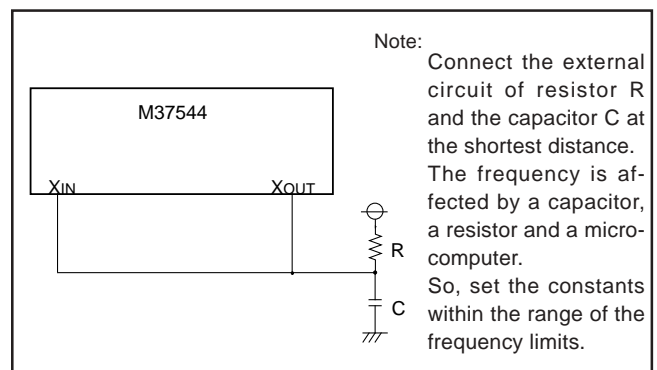 Note:
Connect the external
circuit of resistor R
and the capacitor C at
the shortest distance.
The frequency is af-
fected by a capacitor,
a resistor and a micro-
computer.
So, set the constants
within the range of the
frequency limits.
M37544
XIN
XOUT
R
C